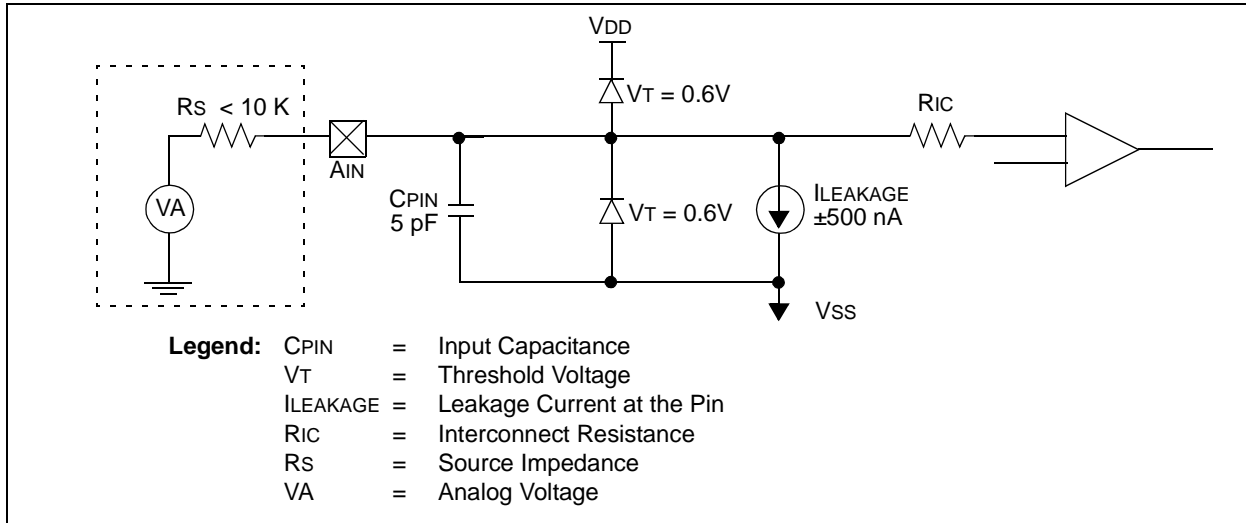 VDD
RS < 10 K
VT = 0.6V
RIC
AIN
VA
CPIN
5 pF
VT = 0.6V
ILEAKAGE
±500 nA
VSS
Legend: CPIN = Input Capacitance
VT = Threshold Voltage
ILEAKAGE = Leakage Current at the Pin
RIC = Interconnect Resistance
RS = Source Impedance
VA = Analog Voltage